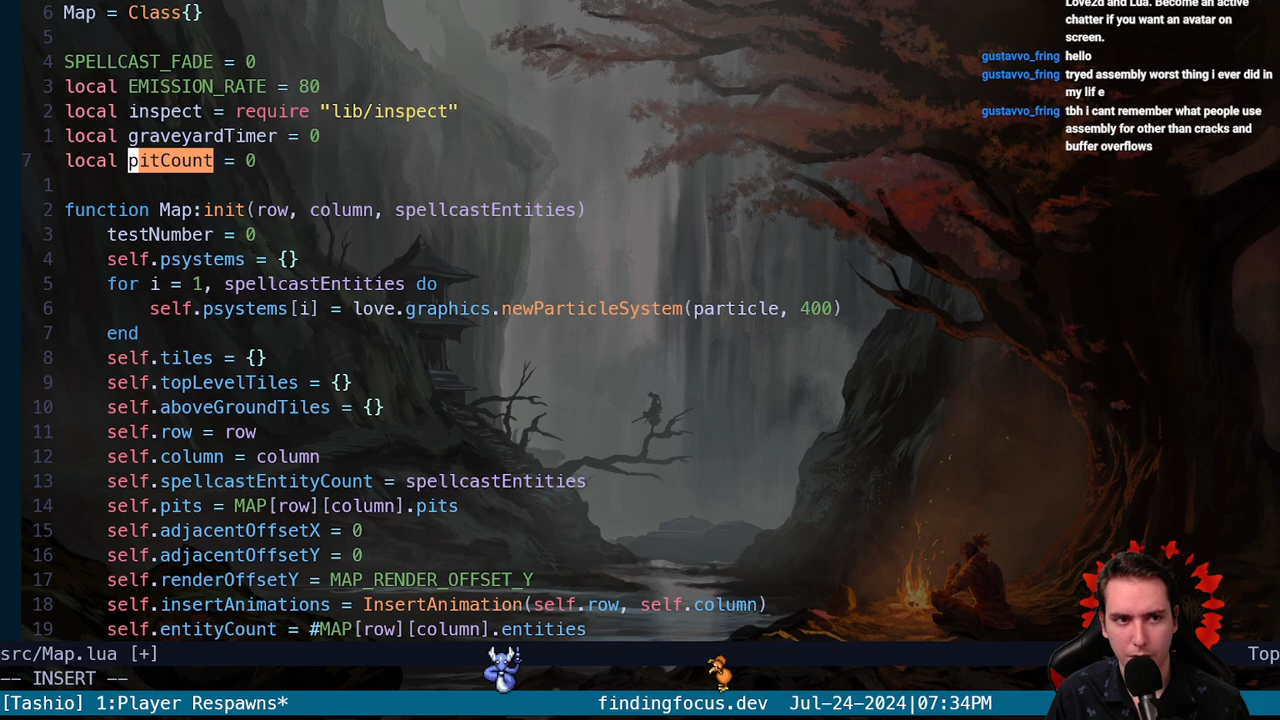 6 Map = Class{}
5
4 SPELLCAST_FADE = 0
3 local EMISSION_RATE = 80
2 local inspect = require "lib/inspect"
1 local graveyardTimer = 0
7 local pitCount = 0
1
2 function Map:init(row, column, spellcastEntities)
3 testNumber = 0
4 self.psystems = {}
5 for i = 1, spellcastEntities do
6 self.psystems[i] = love.graphics.newParticleSystem(particle, 400)
7 end
8 self.tiles = {}
9 self.topLevelTiles = {}
10 self.aboveGroundTiles = {}
11 self.row = row
12 self.column = column
13 self.spellcastEntityCount = spellcastEntities
14 self.pits = MAP[row][column].pits
15 self.adjacentOffsetX = 0
16 self.adjacentOffsetY = 0
17 self.renderOffsetY = MAP_RENDER_OFFSET_Y
18 self.insertAnimations = InsertAnimation(self.row, self.column)
19 self.entityCount = #MAP[row][column].entities
src/Map.lua [+] Top
-- INSERT --
[Tashio] 1:Player Respawns* findingfocus.dev Jul-24-2024|07:34PM
Love2d and Lua. Become an active
chatter if you want an avatar on
screen.
gustavvo_fring hello
gustavvo_fring tryed assembly worst thing i ever did in
my lif e
gustavvo_fring tbh i cant remember what people use
assembly for other than cracks and
buffer overflows